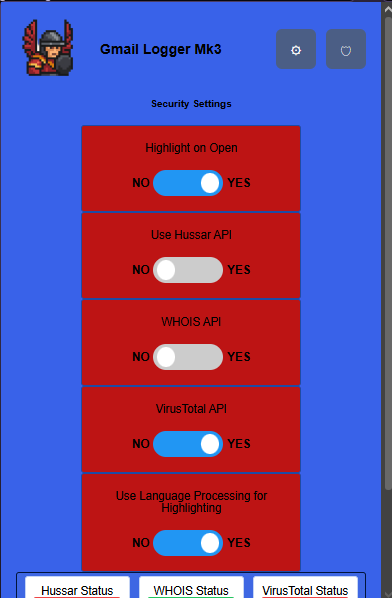 Gmail Logger Mk3
Security Settings
Highlight on Open
NO YES
Use Hussar API
NO YES
WHOIS API
NO YES
VirusTotal API
NO YES
Use Language Processing for
Highlighting
NO YES
Hussar Status WHOIS Status VirusTotal Status